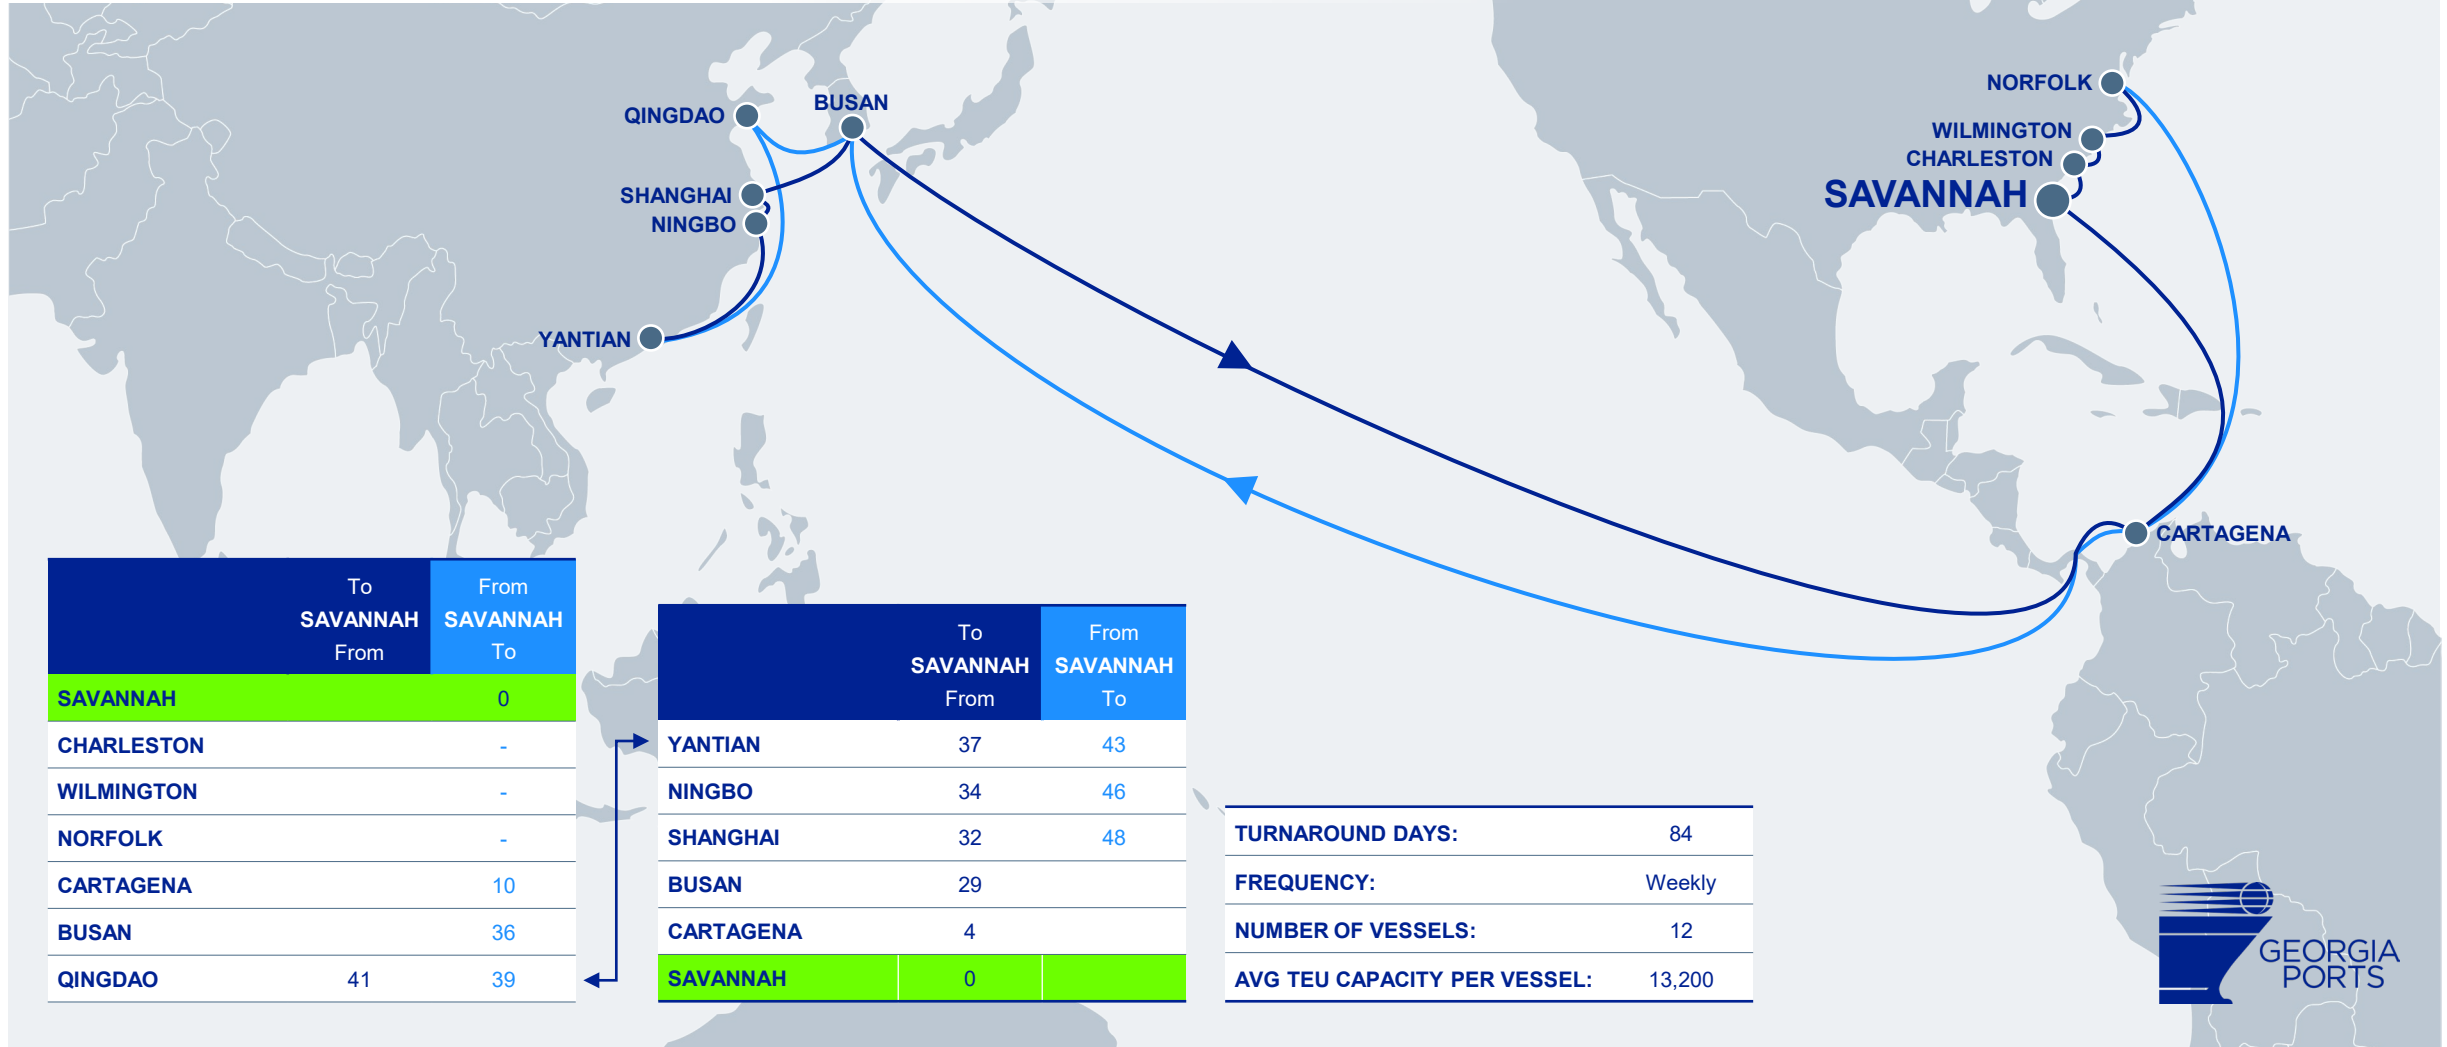 NORFOLK
QINGDAO
BUSAN
WILMINGTON
CHARLESTON
SAVANNAH
SHANGHAI
NINGBO
YANTIAN
CARTAGENA
To SAVANNAH From
From SAVANNAH To
SAVANNAH 0
CHARLESTON -
WILMINGTON -
NORFOLK -
CARTAGENA 10
BUSAN 36
QINGDAO 41 39
To SAVANNAH From
From SAVANNAH To
YANTIAN 37 43
NINGBO 34 46
SHANGHAI 32 48
BUSAN 29
CARTAGENA 4
SAVANNAH 0
TURNAROUND DAYS: 84
FREQUENCY: Weekly
NUMBER OF VESSELS: 12
AVG TEU CAPACITY PER VESSEL: 13,200
GEORGIA
PORTS